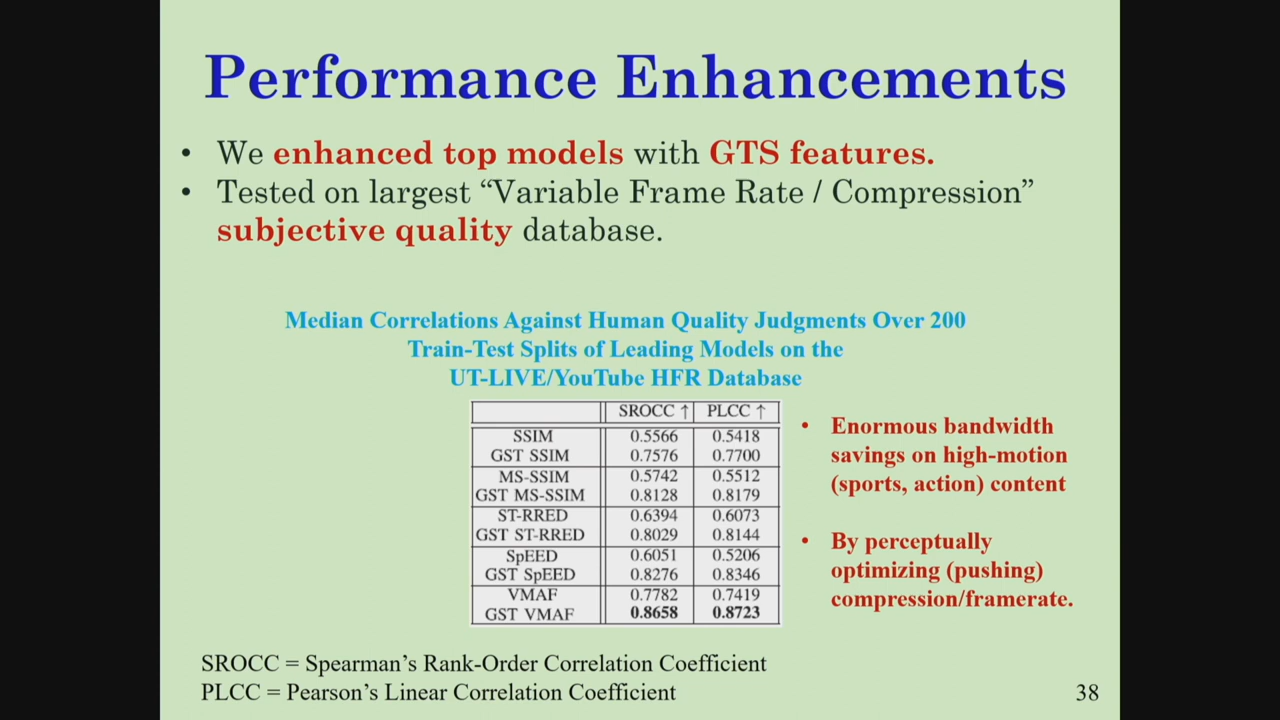 Performance Enhancements
• We enhanced top models with GTS features.
• Tested on largest “Variable Frame Rate / Compression”
subjective quality database.
Median Correlations Against Human Quality Judgments Over 200
Train-Test Splits of Leading Models on the
UT-LIVE/YouTube HFR Database
SROCC ↑ PLCC ↑
SSIM 0.5566 0.5418
GST SSIM 0.7576 0.7700
MS-SSIM 0.5742 0.5512
GST MS-SSIM 0.8128 0.8179
ST-RRED 0.6394 0.6073
GST ST-RRED 0.8029 0.8144
SpEED 0.6051 0.5206
GST SpEED 0.8276 0.8346
VMAF 0.7782 0.7419
GST VMAF 0.8658 0.8723
• Enormous bandwidth
savings on high-motion
(sports, action) content
• By perceptually
optimizing (pushing)
compression/framerate.
SROCC = Spearman’s Rank-Order Correlation Coefficient
PLCC = Pearson’s Linear Correlation Coefficient
38